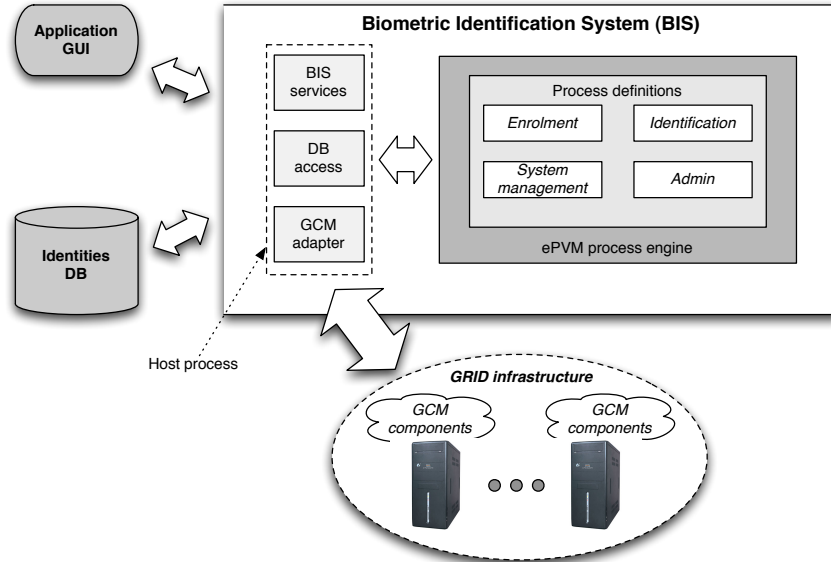 Application
GUI
Biometric Identification System (BIS)
BIS
services
DB
access
GCM
adapter
Process definitions
Enrolment
Identification
System
management
Admin
ePVM process engine
Identities
DB
Host process
GRID infrastructure
GCM
components
GCM
components